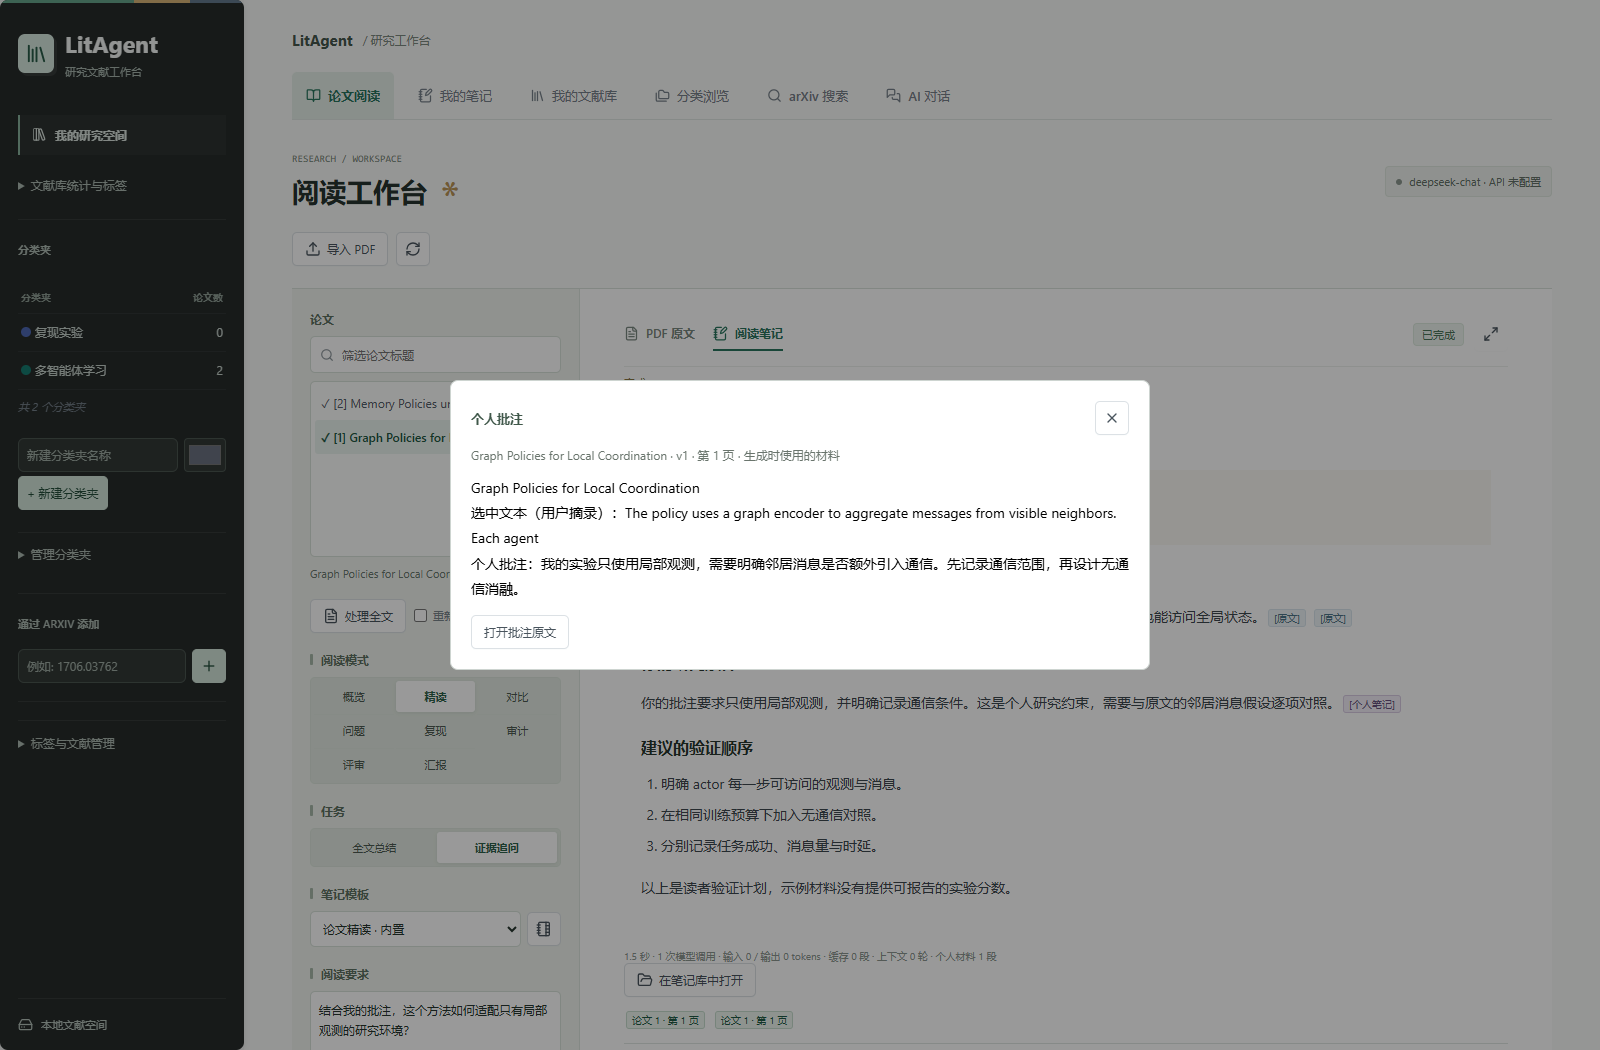 LitAgent
研究文献工作台
我的研究空间
文献库统计与标签
分类夹
分类夹 论文数
复现实验 0
多智能体学习 2
共 2 个分类夹
新建分类夹名称
+ 新建分类夹
管理分类夹
通过 ARXIV 添加
例如: 1706.03762
+
标签与文献管理
本地文献空间
LitAgent / 研究工作台
论文阅读 我的笔记 我的文献库 分类浏览 arXiv 搜索 AI 对话
RESEARCH / WORKSPACE
阅读工作台 *
deepseek-chat · API 未配置
导入 PDF
论文
筛选论文标题
✓ [2] Memory Policies
✓ [1] Graph Policies for
Graph Policies for Local
处理全文
阅读模式
概览 精读 对比
问题 复现 审计
评审 汇报
任务
全文总结 证据追问
笔记模板
论文精读 · 内置
阅读要求
结合我的批注，这个方法如何适配只有局部
观测的研究环境？
PDF 原文 阅读笔记 已完成
个人批注
Graph Policies for Local Coordination · v1 · 第 1 页 · 生成时使用的材料
Graph Policies for Local Coordination
选中文本（用户摘录）：The policy uses a graph encoder to aggregate messages from visible neighbors.
Each agent
个人批注：我的实验只使用局部观测，需要明确邻居消息是否额外引入通信。先记录通信范围，再设计无通
信消融。
打开批注原文
能访问全局状态。 [原文] [原文]
你的批注要求只使用局部观测，并明确记录通信条件。这是个人研究约束，需要与原文的邻居消息假设逐项对照。 [个人笔记]
建议的验证顺序
1. 明确 actor 每一步可访问的观测与消息。
2. 在相同训练预算下加入无通信对照。
3. 分别记录任务成功、消息量与时延。
以上是读者验证计划，示例材料没有提供可报告的实验分数。
1.5 秒 · 1 次模型调用 · 输入 0 / 输出 0 tokens · 缓存 0 段 · 上下文 0 轮 · 个人材料 1 段
在笔记库中打开
论文 1 · 第 1 页 论文 1 · 第 1 页